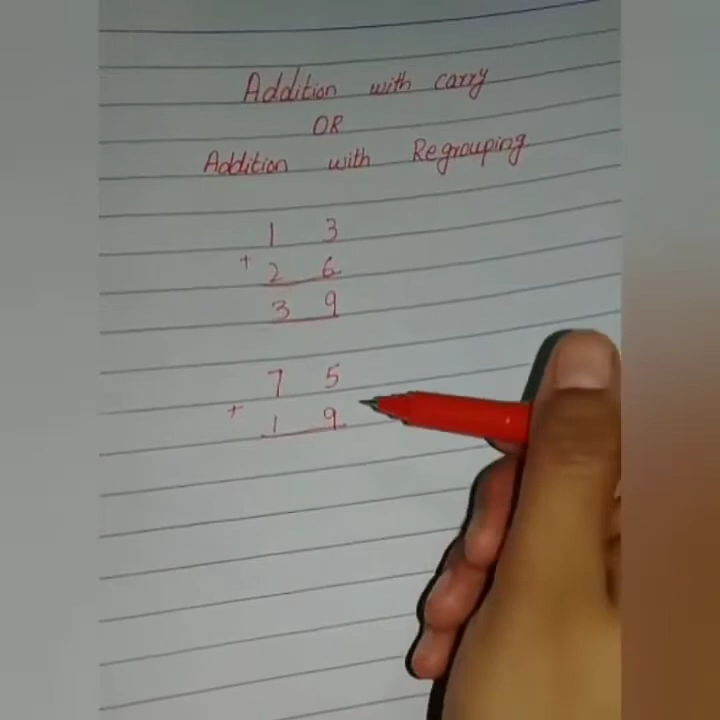 Addition with carry
OR
Addition with Regrouping
1 3
+ 2 6
3 9
7 5
+ 1 9